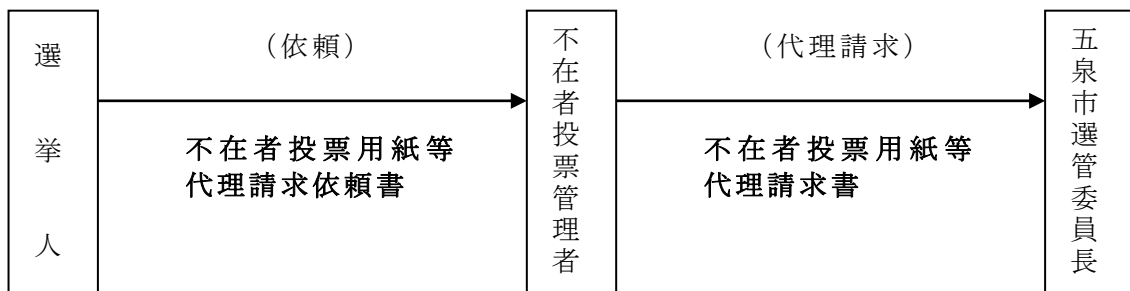 選挙人
(依頼)
不在者投票用紙等
代理請求依頼書
不在者投票管理者
(代理請求)
不在者投票用紙等
代理請求書
五泉市選管委員長